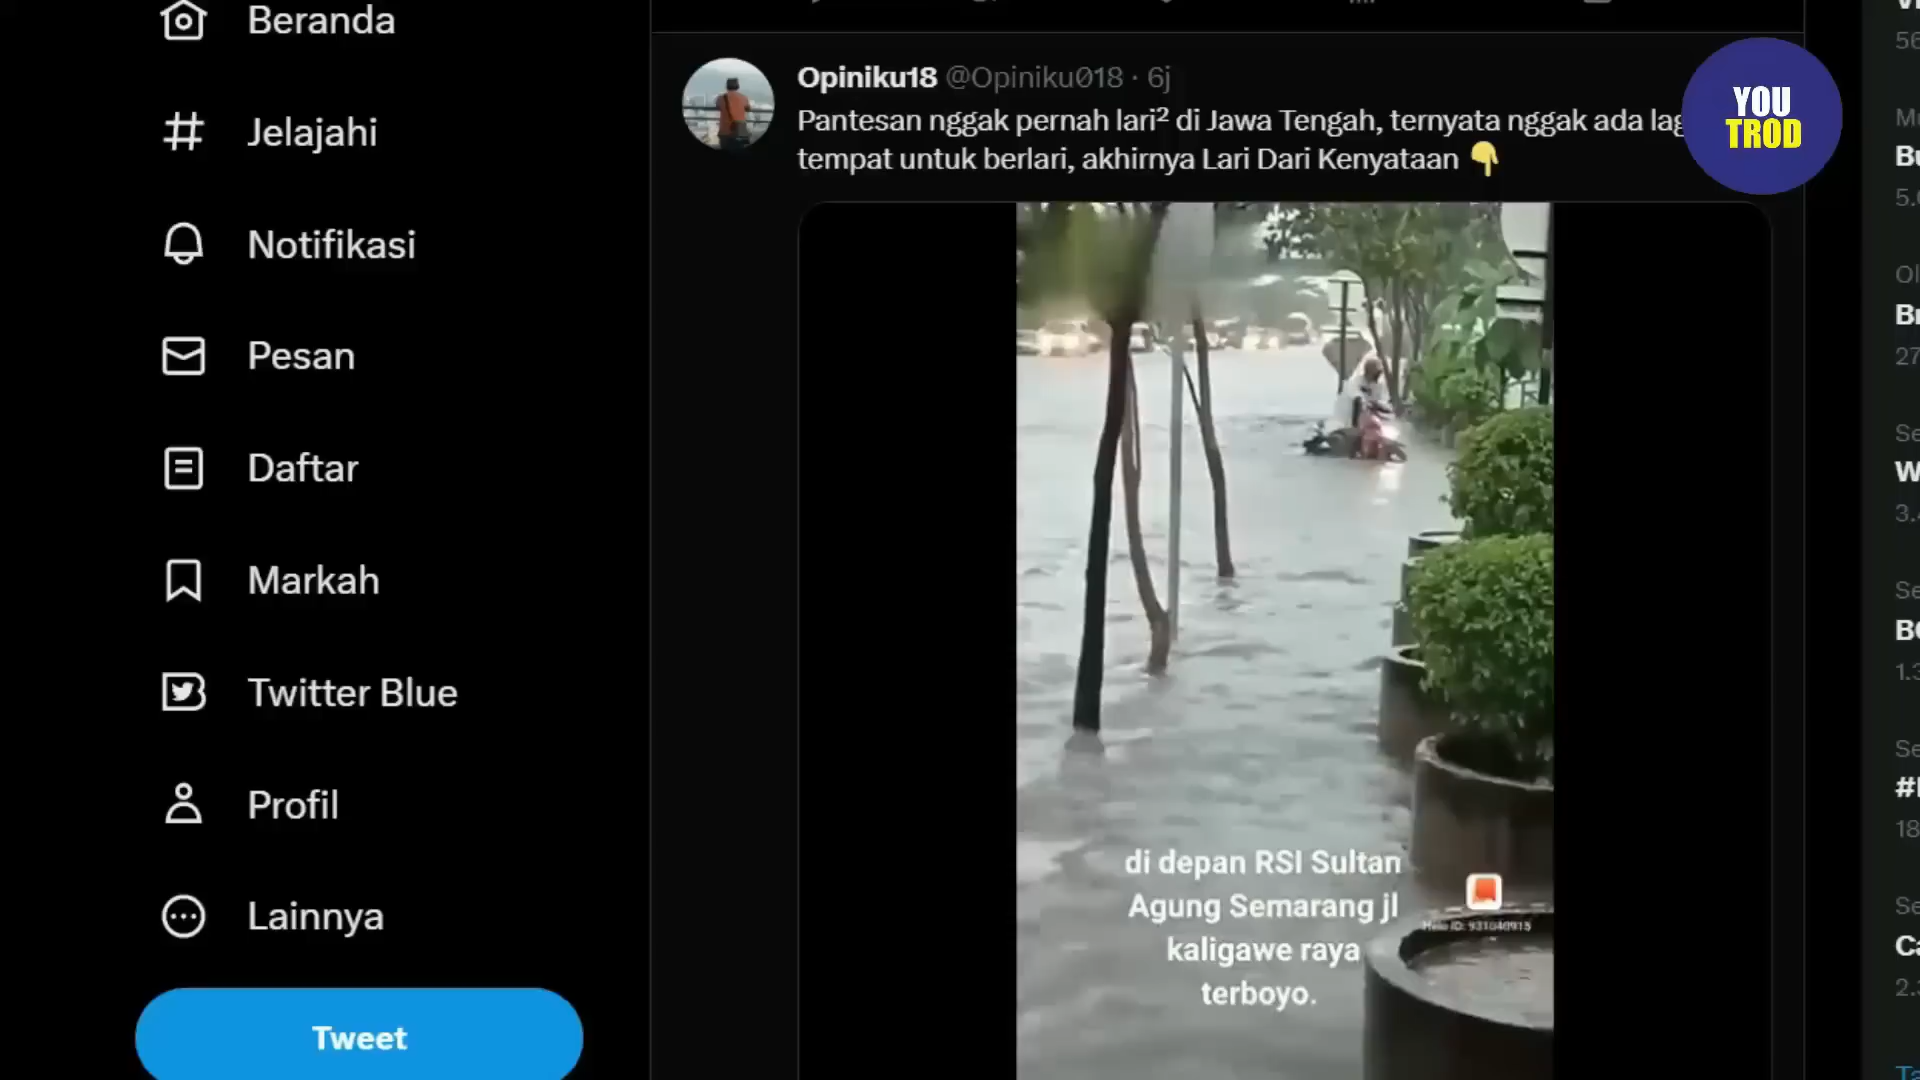 Beranda
Jelajahi
Notifikasi
Pesan
Daftar
Markah
Twitter Blue
Profil
Lainnya
Tweet
Opiniku18 @Opiniku018 · 6j
Pantesan nggak pernah lari² di Jawa Tengah, ternyata nggak ada
tempat untuk berlari, akhirnya Lari Dari Kenyataan 👇
YOU
TROD
di depan RSI Sultan
Agung Semarang jl
kaligawe raya
terboyo.